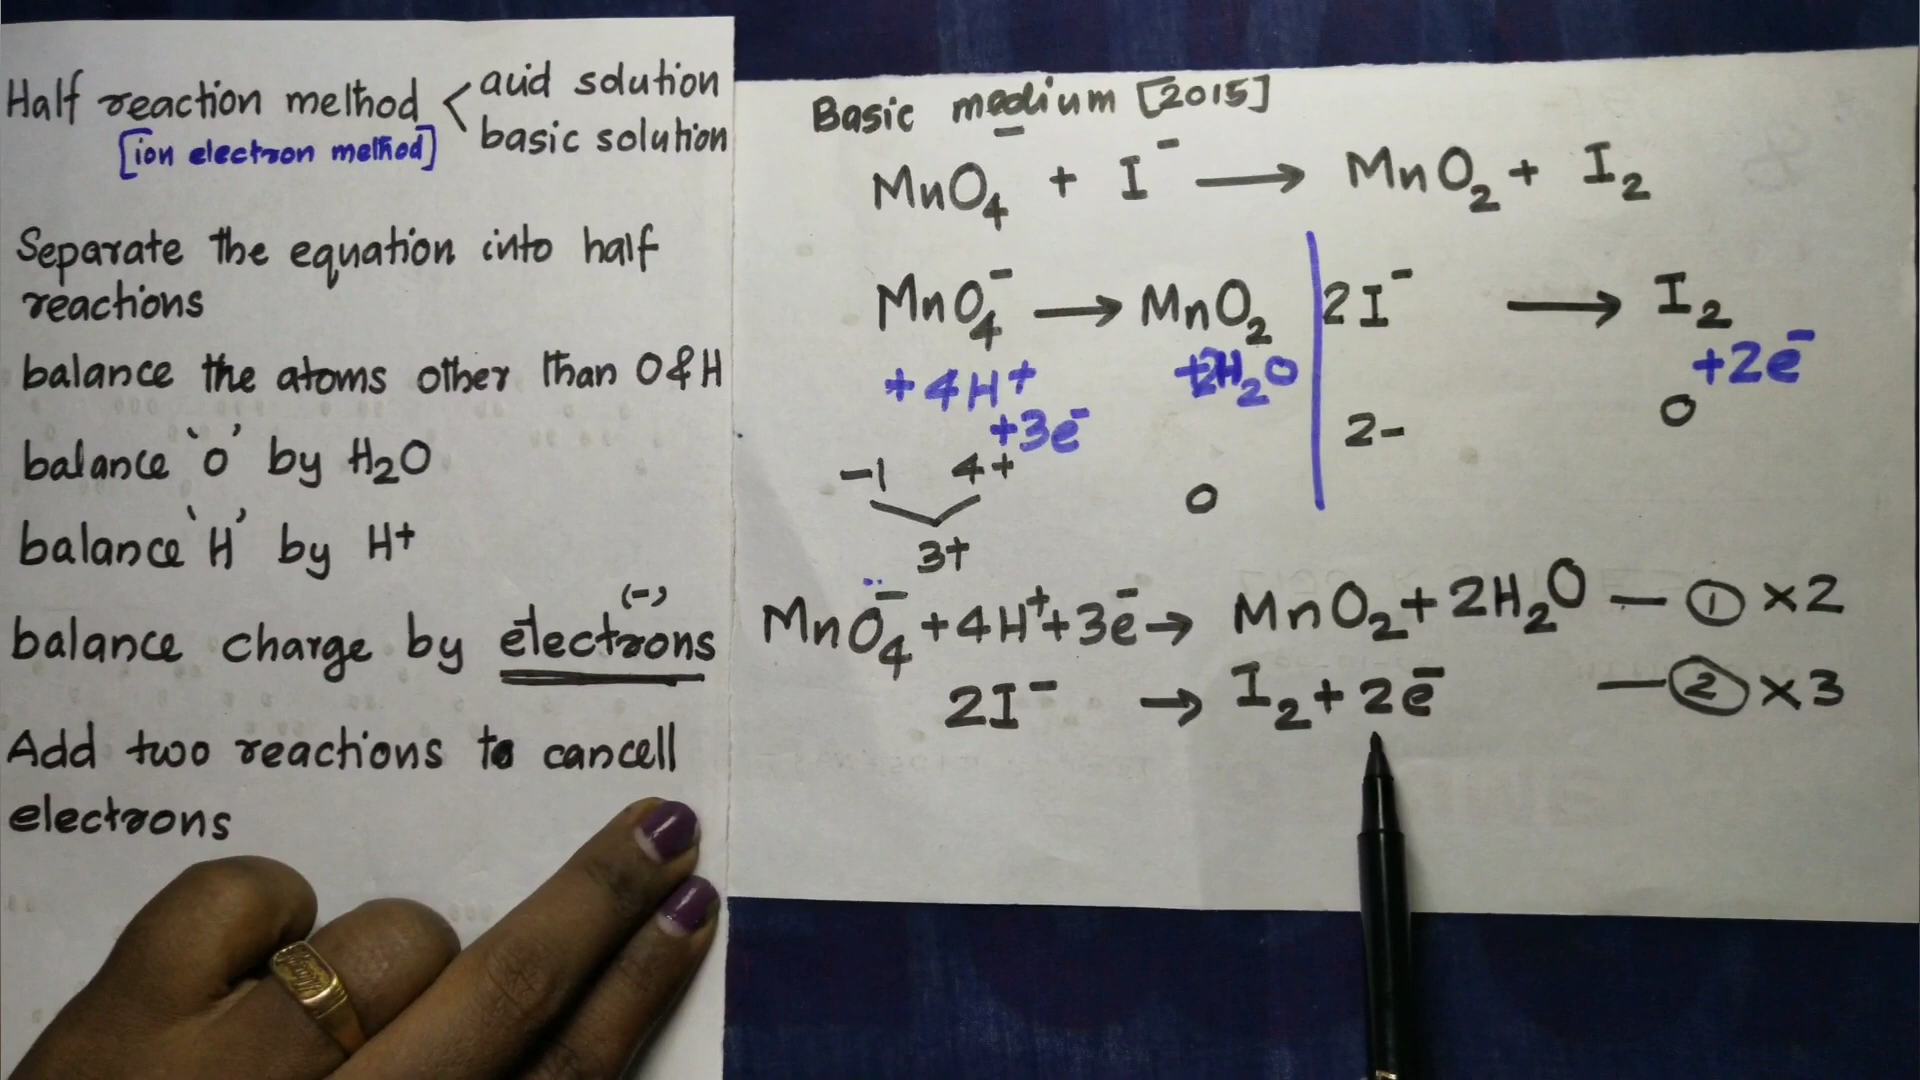 Half reaction method < acid solution
basic solution
[ion electron method]
Separate the equation into half
reactions
balance the atoms other than O & H
balance 'O' by H₂O
balance 'H' by H+
(-)
balance charge by electrons
Add two reactions to cancell
electrons
Basic medium [2015]
MnO₄⁻ + I⁻ → MnO₂ + I₂
MnO₄⁻ → MnO₂ | 2I⁻ → I₂
+4H⁺ +2H₂O +2e⁻
+3e⁻ 2- 0
-1 4+ 0
3+
MnO₄⁻ + 4H⁺ + 3e⁻ → MnO₂ + 2H₂O — ① ×2
2I⁻ → I₂ + 2e⁻ — ② ×3